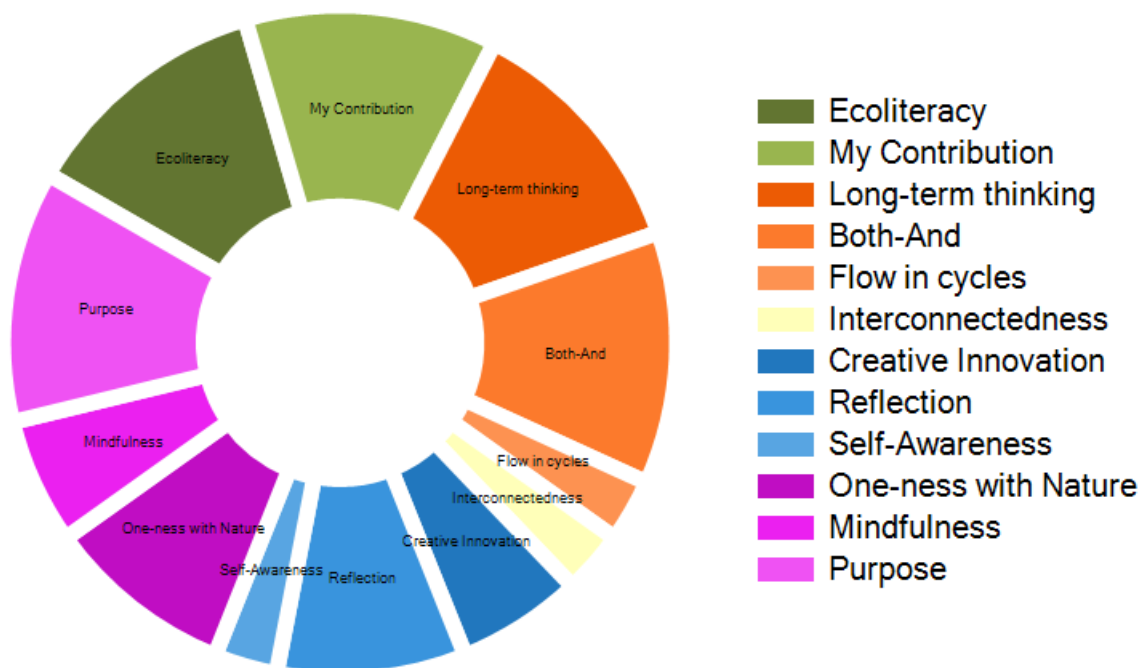 My Contribution
Ecoliteracy
Long-term thinking
Purpose
Both-And
Mindfulness
Flow in cycles
Interconnectedness
One-ness with Nature
Creative Innovation
Self-Awareness
Reflection
Ecoliteracy
My Contribution
Long-term thinking
Both-And
Flow in cycles
Interconnectedness
Creative Innovation
Reflection
Self-Awareness
One-ness with Nature
Mindfulness
Purpose